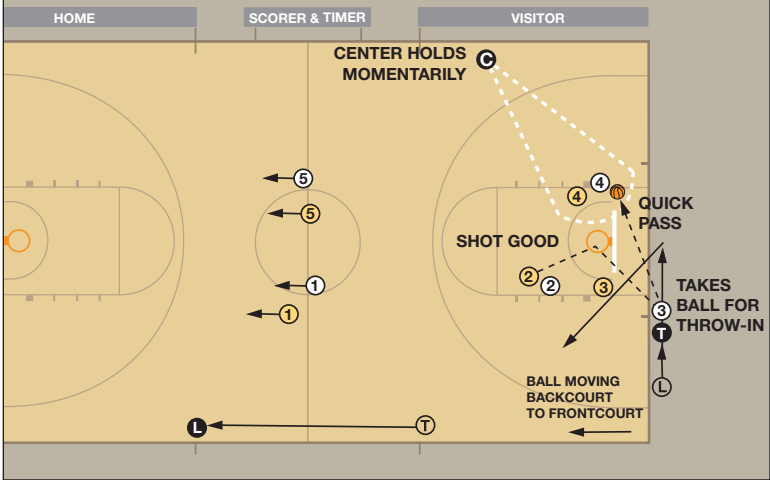 HOME
SCORER & TIMER
VISITOR
CENTER HOLDS
MOMENTARILY
C
5
4
4
5
QUICK
PASS
SHOT GOOD
2
2
3
1
1
TAKES
BALL FOR
THROW-IN
3
T
L
BALL MOVING
BACKCOURT
TO FRONTCOURT
L
T